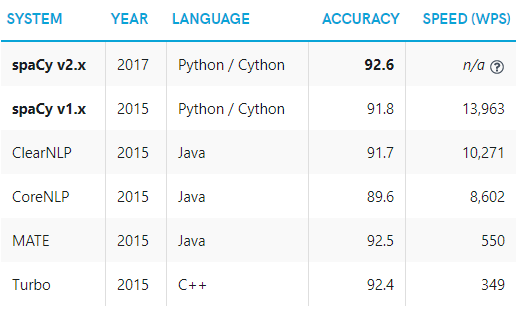 SYSTEM YEAR LANGUAGE ACCURACY SPEED (WPS)
spaCy v2.x 2017 Python / Cython 92.6 n/a ?
spaCy v1.x 2015 Python / Cython 91.8 13,963
ClearNLP 2015 Java 91.7 10,271
CoreNLP 2015 Java 89.6 8,602
MATE 2015 Java 92.5 550
Turbo 2015 C++ 92.4 349